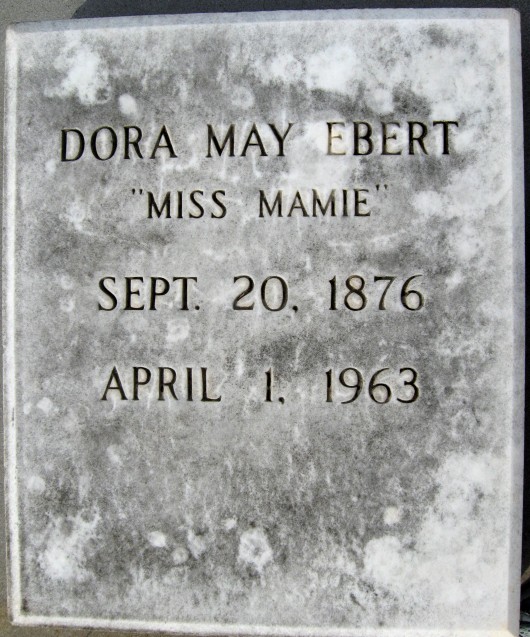 DORA MAY EBERT
"MISS MAMIE"
SEPT. 20, 1876
APRIL 1, 1963